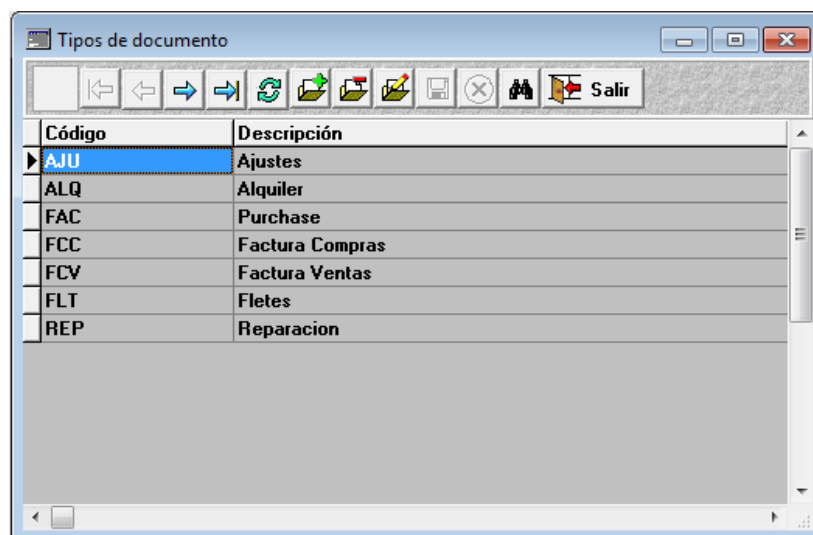 Tipos de documento
Salir
Código Descripción
AJU Ajustes
ALQ Alquiler
FAC Purchase
FCC Factura Compras
FCV Factura Ventas
FLT Fletes
REP Reparacion